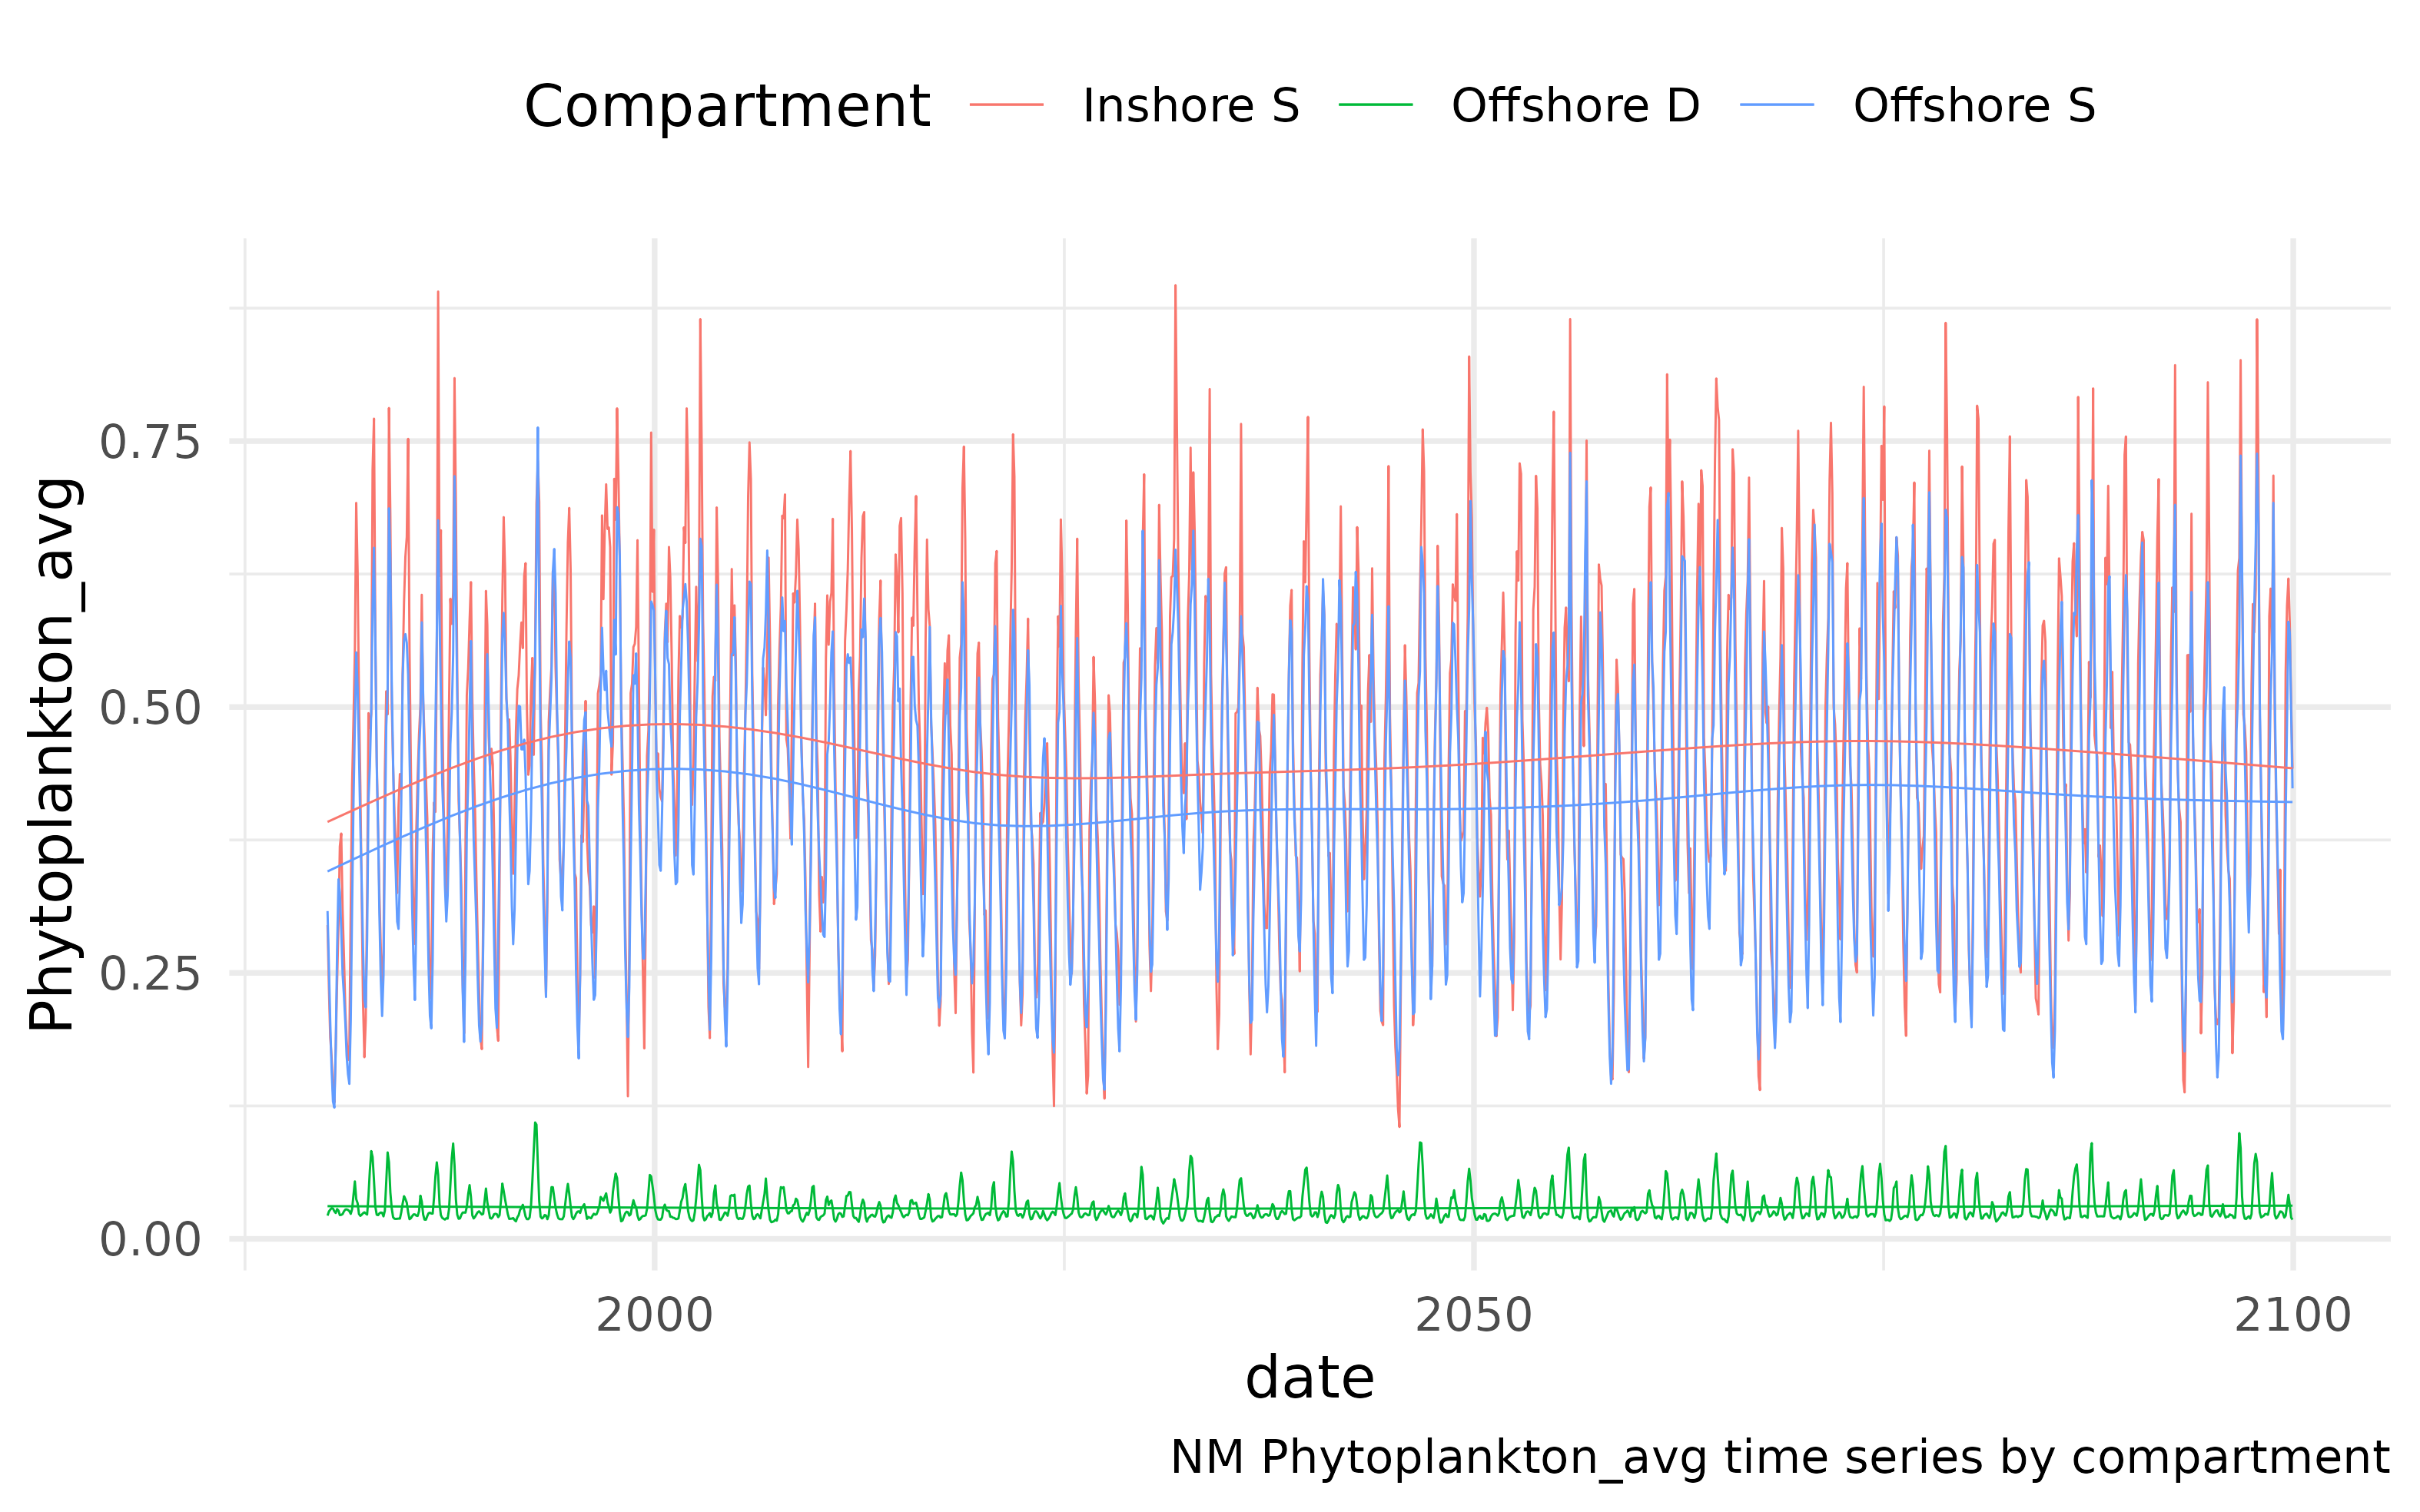 Compartment Inshore S Offshore D Offshore S
Phytoplankton_avg
0.75
0.50
0.25
0.00
2000 2050 2100
date
NM Phytoplankton_avg time series by compartment